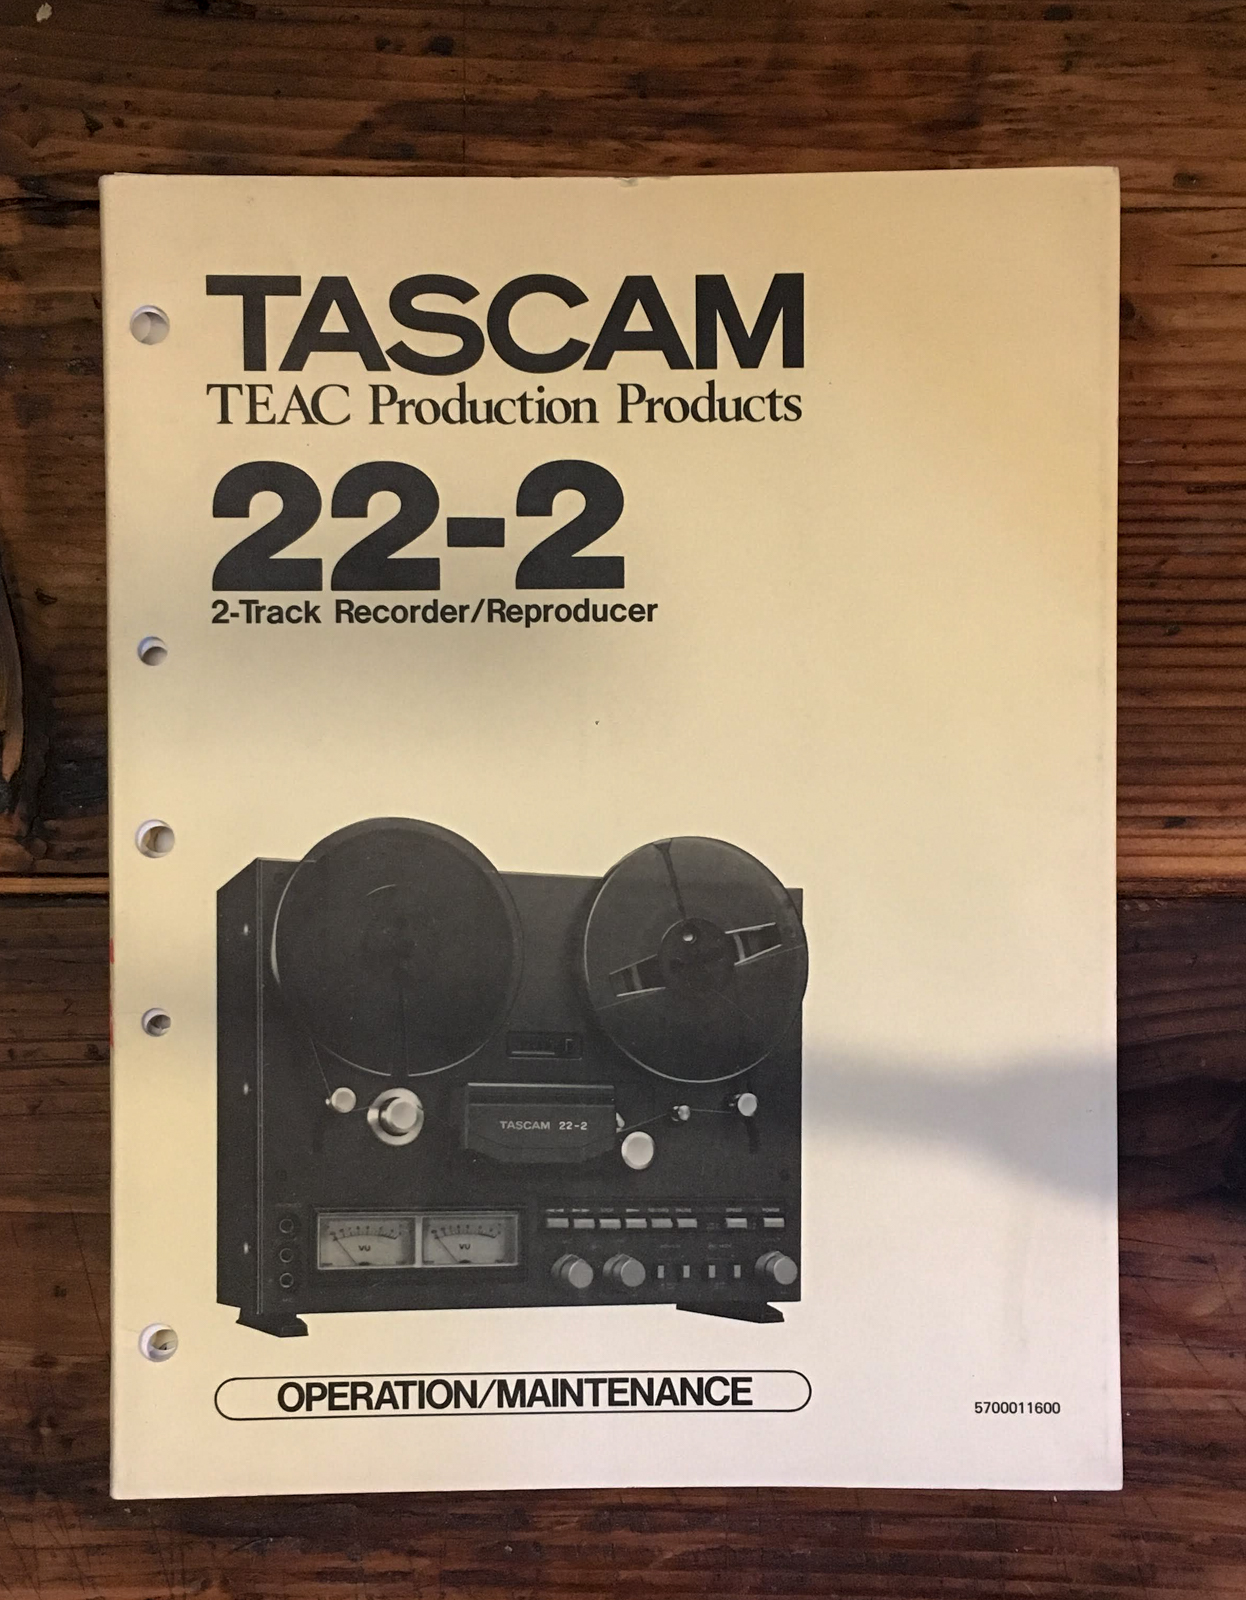 TASCAM
TEAC Production Products
22-2
2-Track Recorder/Reproducer
TASCAM 22-2
VU VU
OPERATION/MAINTENANCE
5700011600